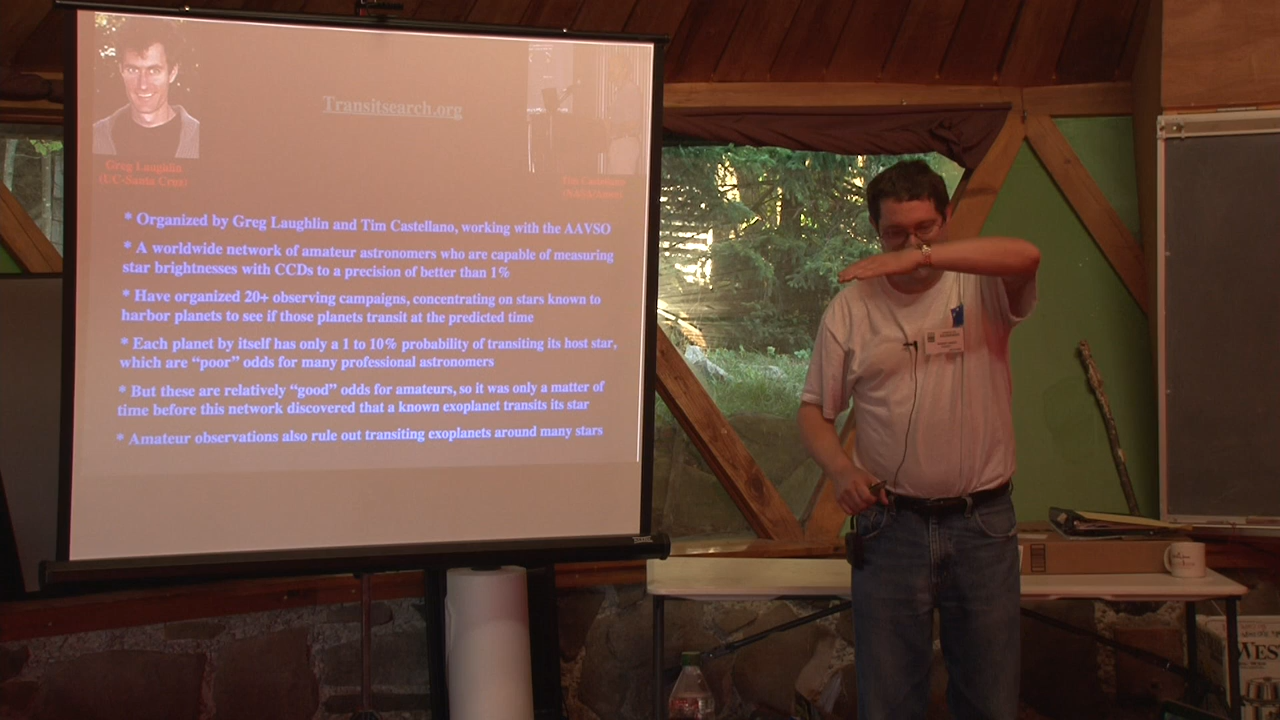 Transitsearch.org
Greg Laughlin
(UC-Santa Cruz)
Tim Castellano
* Organized by Greg Laughlin and Tim Castellano, working with the AAVSO
* A worldwide network of amateur astronomers who are capable of measuring
star brightnesses with CCDs to a precision of better than 1%
* Have organized 20+ observing campaigns, concentrating on stars known to
harbor planets to see if those planets transit at the predicted time
* Each planet by itself has only a 1 to 10% probability of transiting its host star,
which are “poor” odds for many professional astronomers
* But these are relatively “good” odds for amateurs, so it was only a matter of
time before this network discovered that a known exoplanet transits its star
* Amateur observations also rule out transiting exoplanets around many stars